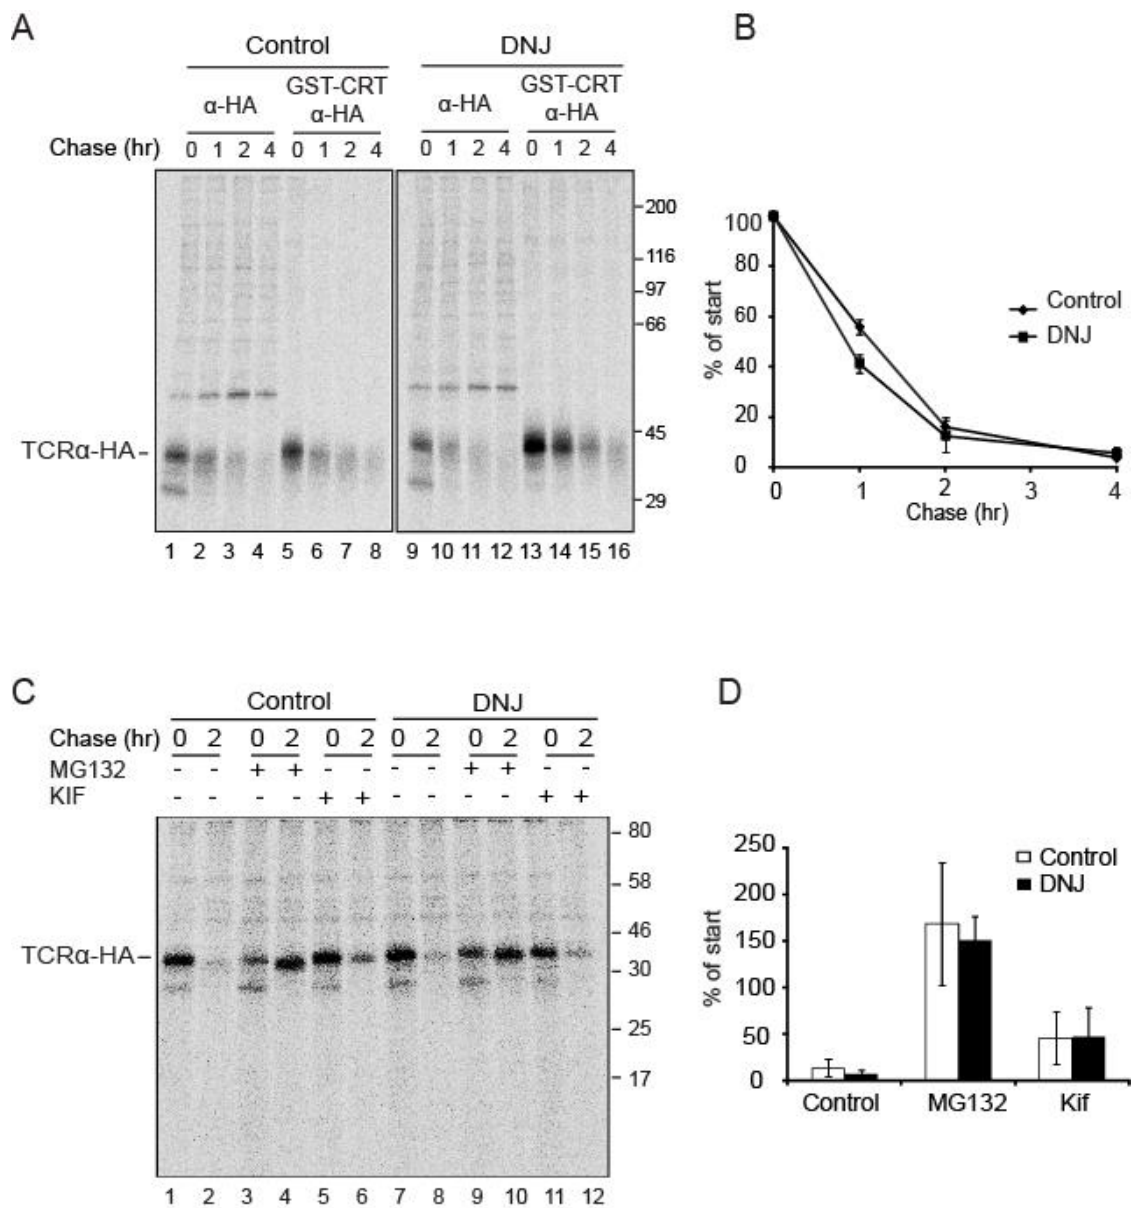 A
Control
DNJ
α-HA
GST-CRT
α-HA
α-HA
GST-CRT
α-HA
Chase (hr) 0 1 2 4 0 1 2 4 0 1 2 4 0 1 2 4
200
116
97
66
45
29
TCRα-HA
1 2 3 4 5 6 7 8 9 10 11 12 13 14 15 16
B
% of start
100
80
60
40
20
0
0 1 2 3 4
Chase (hr)
Control
DNJ
C
Control DNJ
Chase (hr) 0 2 0 2 0 2 0 2 0 2 0 2
MG132 - - + + - - - - + + - -
KIF - - - - + + - - - - + +
80
58
46
30
25
17
TCRα-HA
1 2 3 4 5 6 7 8 9 10 11 12
D
% of start
250
200
150
100
50
0
Control
DNJ
Control MG132 Kif